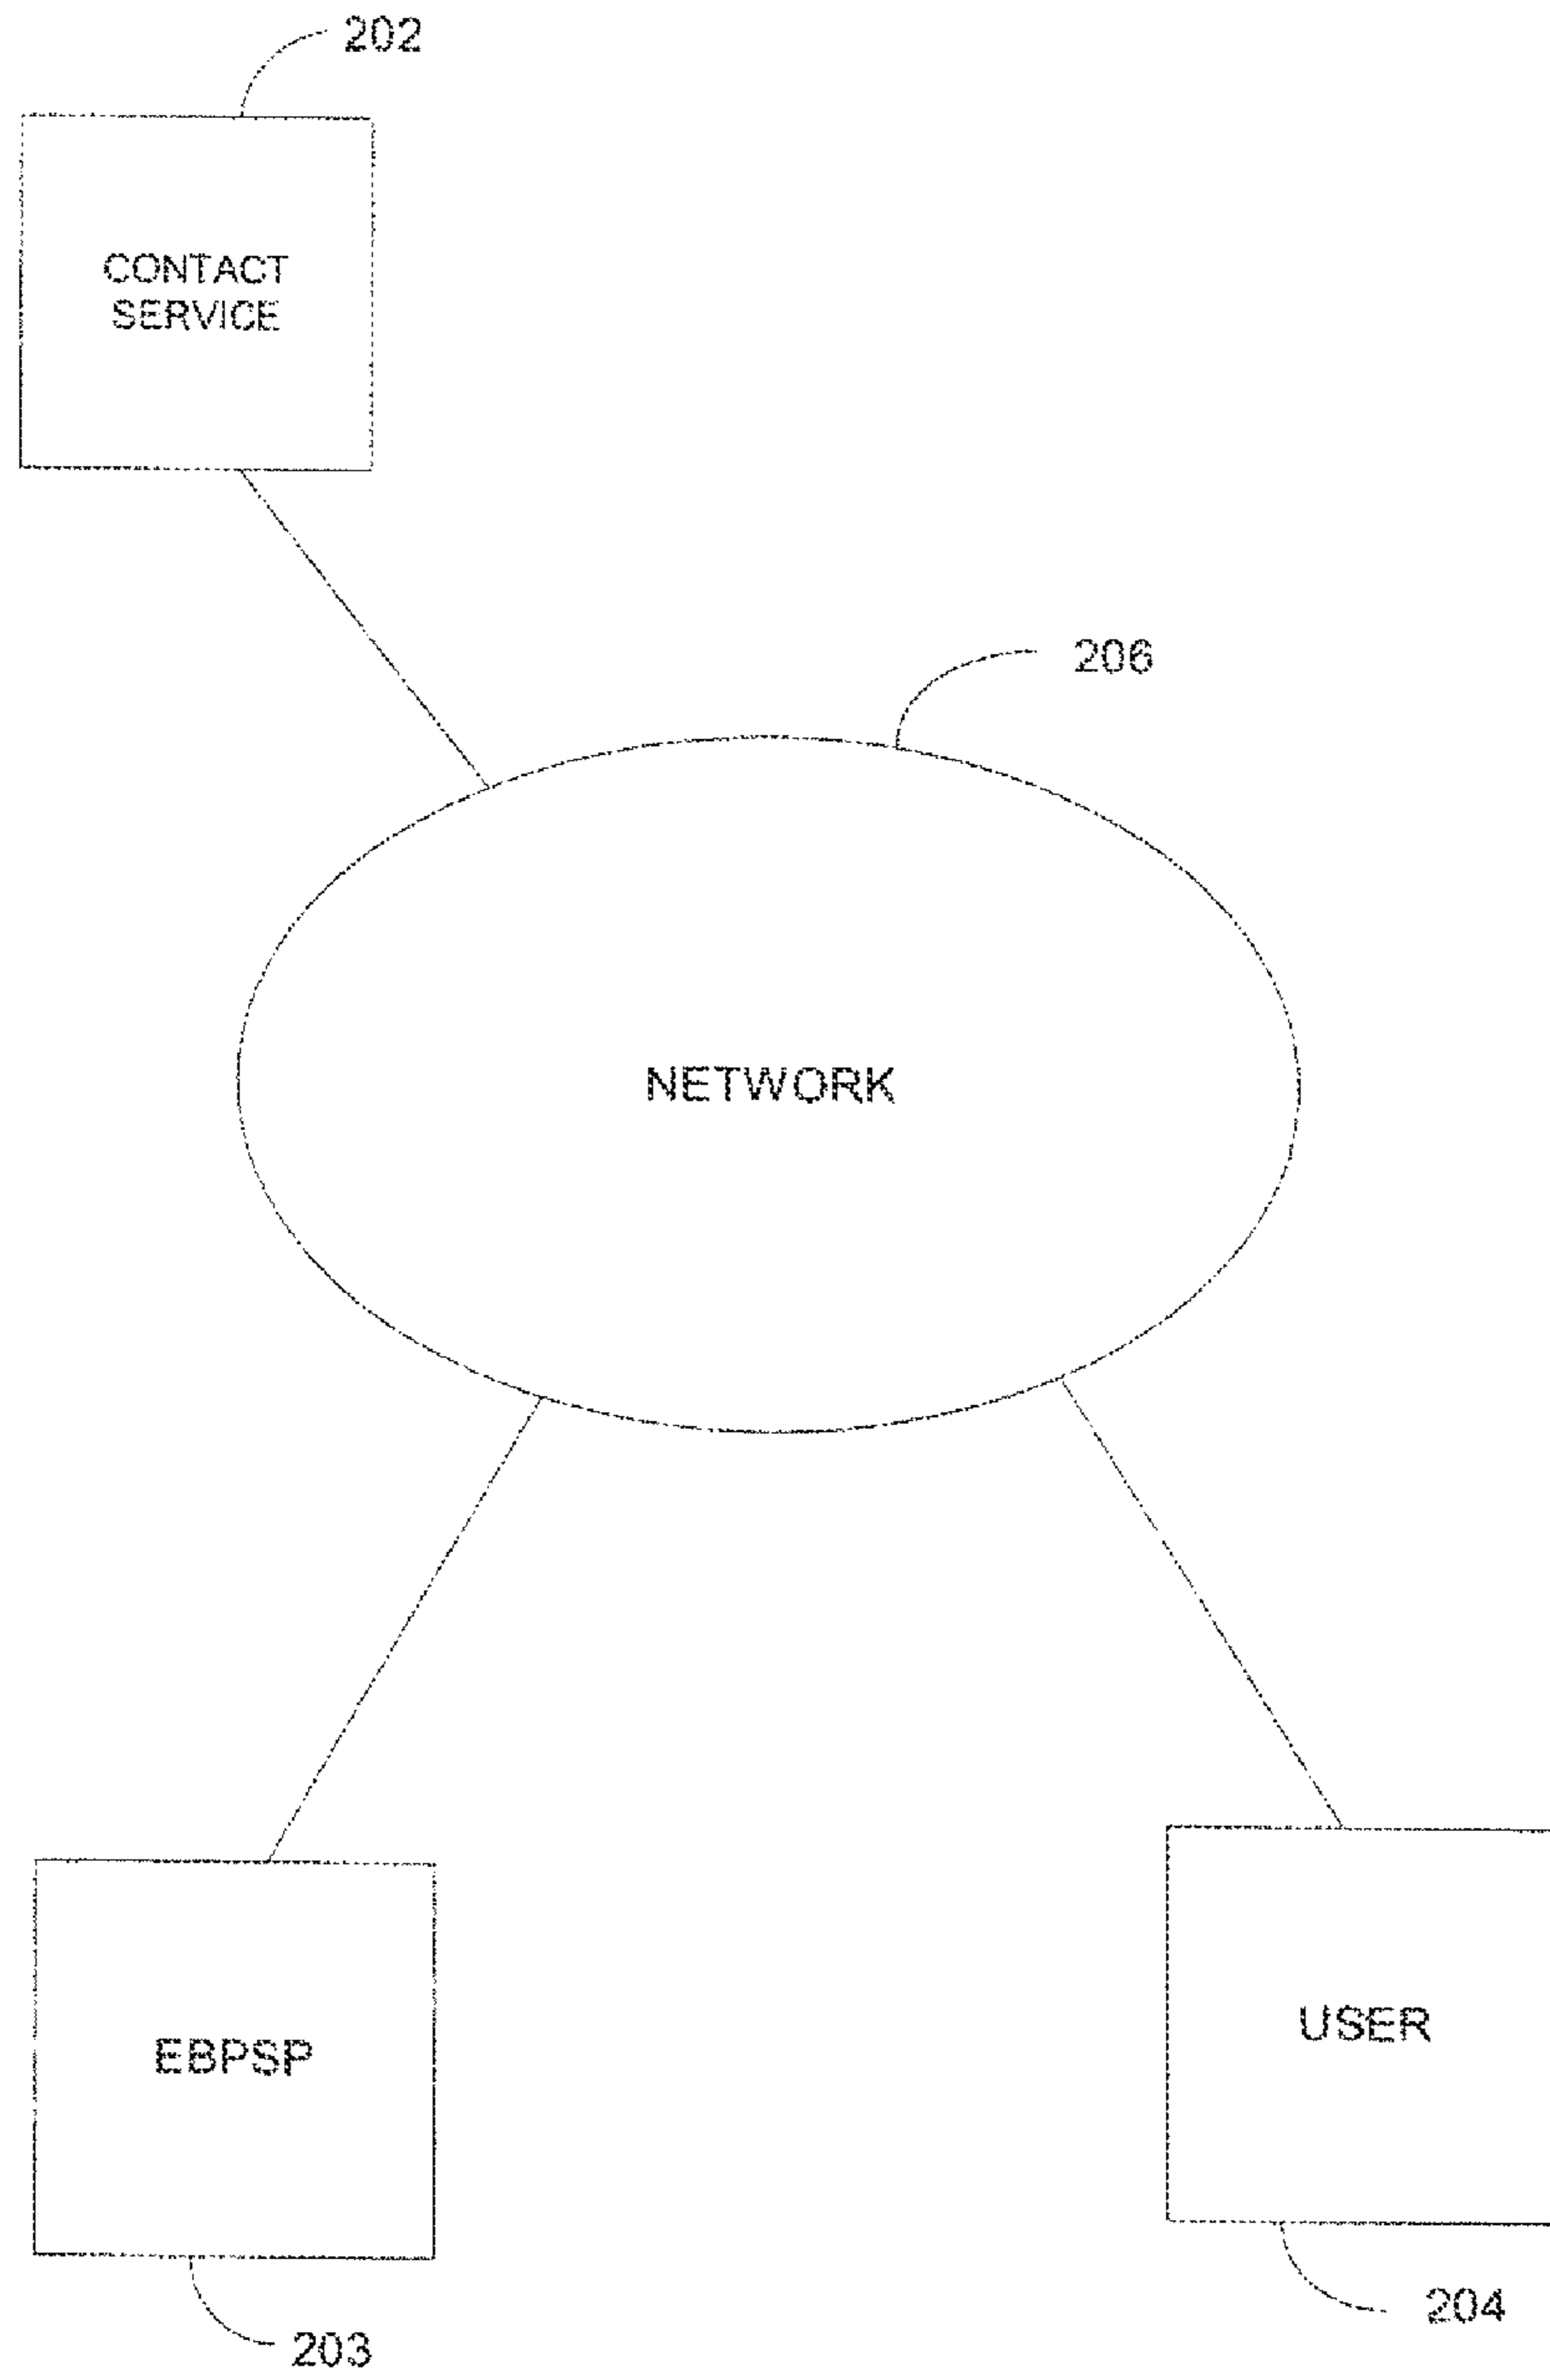 202
CONTACT
SERVICE
206
NETWORK
EBPSP
USER
204
203